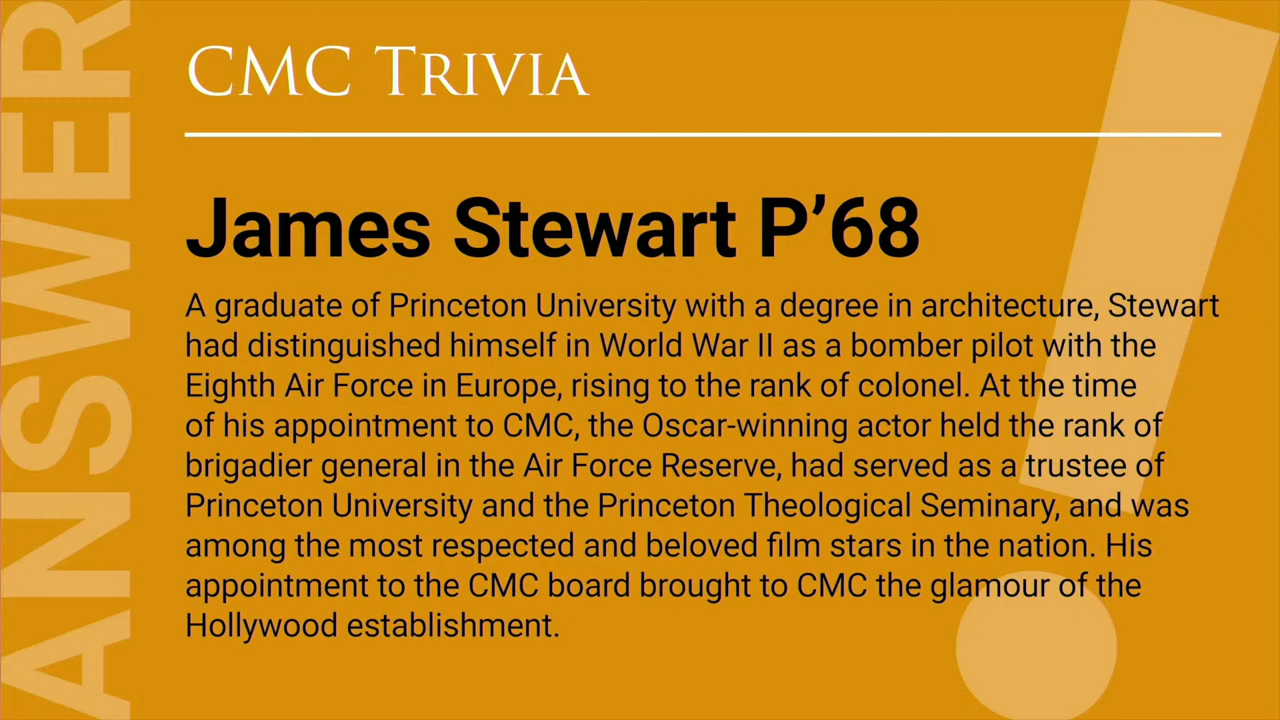 ANSWER
CMC TRIVIA
James Stewart P’68
A graduate of Princeton University with a degree in architecture, Stewart
had distinguished himself in World War II as a bomber pilot with the
Eighth Air Force in Europe, rising to the rank of colonel. At the time
of his appointment to CMC, the Oscar-winning actor held the rank of
brigadier general in the Air Force Reserve, had served as a trustee of
Princeton University and the Princeton Theological Seminary, and was
among the most respected and beloved film stars in the nation. His
appointment to the CMC board brought to CMC the glamour of the
Hollywood establishment.